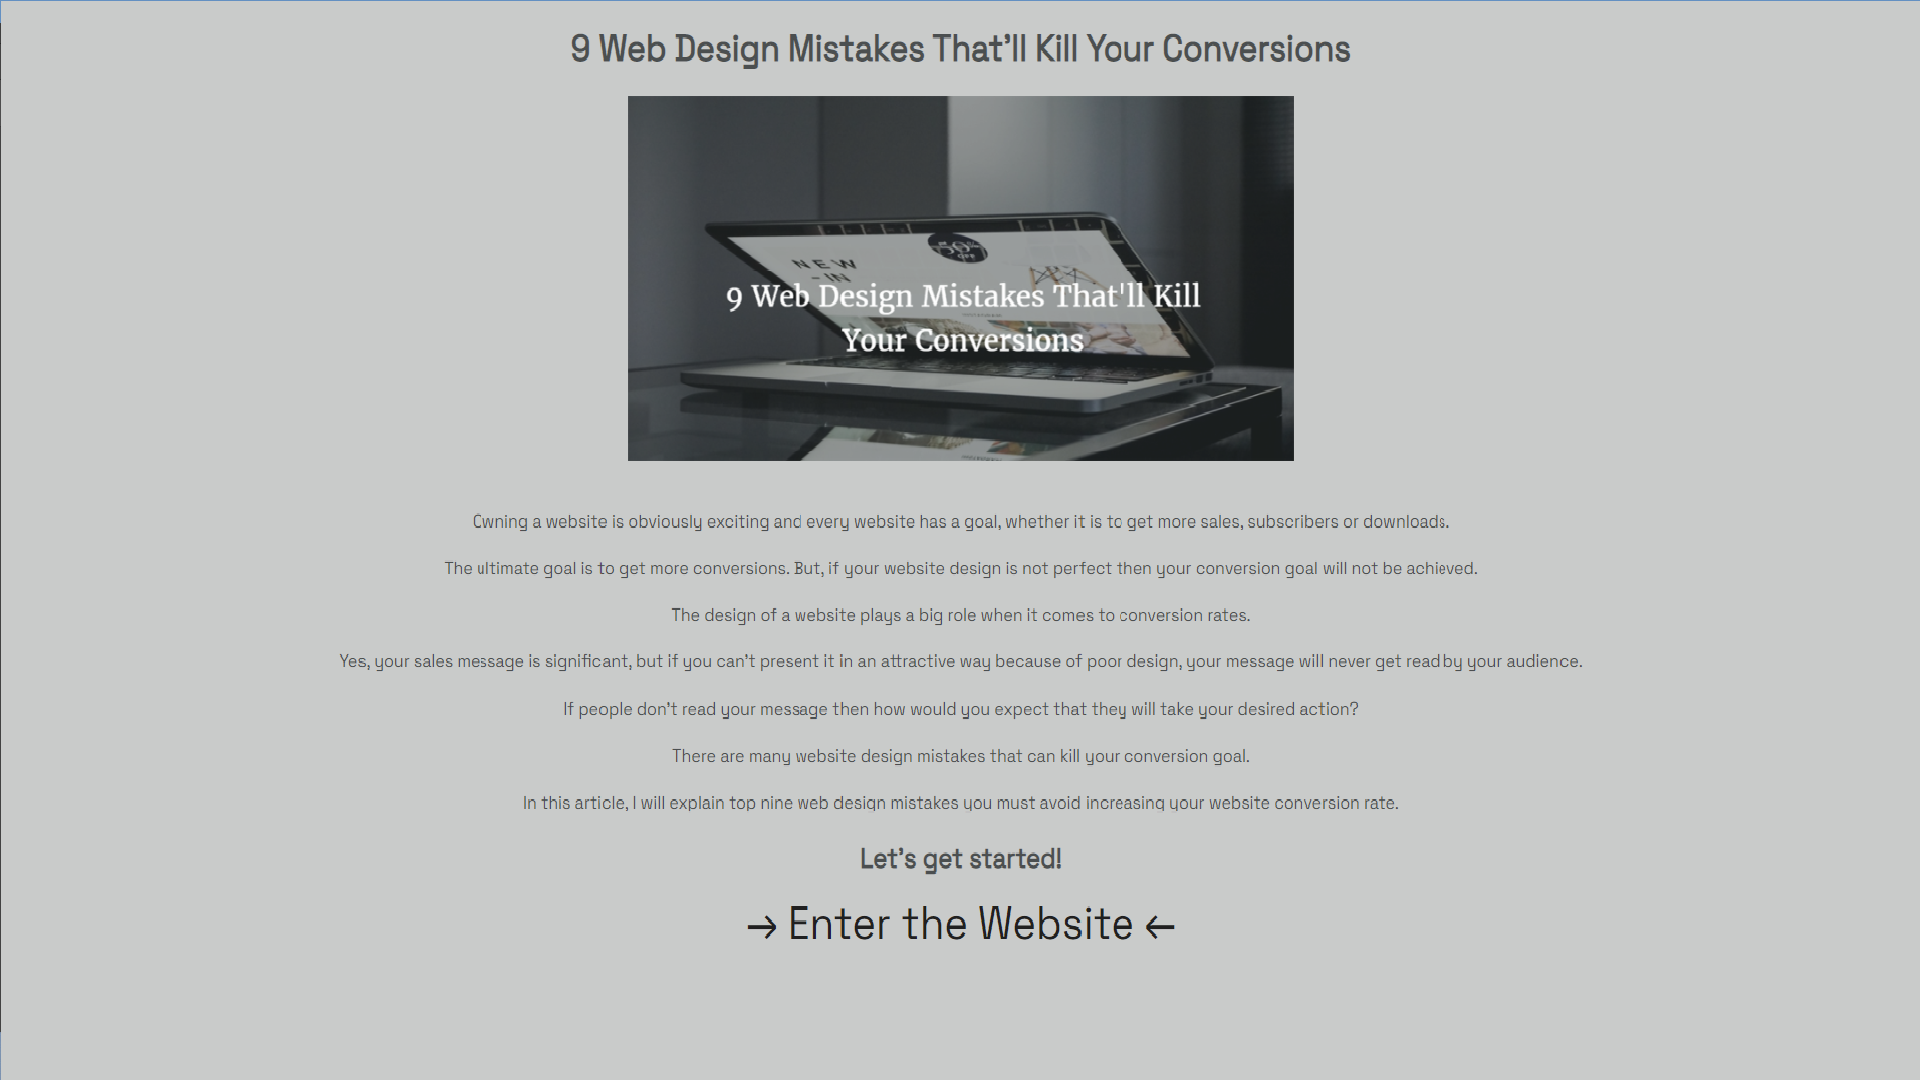 9 Web Design Mistakes That’ll Kill Your Conversions
NEW
-IN
50%
OFF
9 Web Design Mistakes That'll Kill
Your Conversions
Owning a website is obviously exciting and every website has a goal, whether it is to get more sales, subscribers or downloads.
The ultimate goal is to get more conversions. But, if your website design is not perfect then your conversion goal will not be achieved.
The design of a website plays a big role when it comes to conversion rates.
Yes, your sales message is significant, but if you can’t present it in an attractive way because of poor design, your message will never get read by your audience.
If people don’t read your message then how would you expect that they will take your desired action?
There are many website design mistakes that can kill your conversion goal.
In this article, I will explain top nine web design mistakes you must avoid increasing your website conversion rate.
Let’s get started!
→ Enter the Website ←